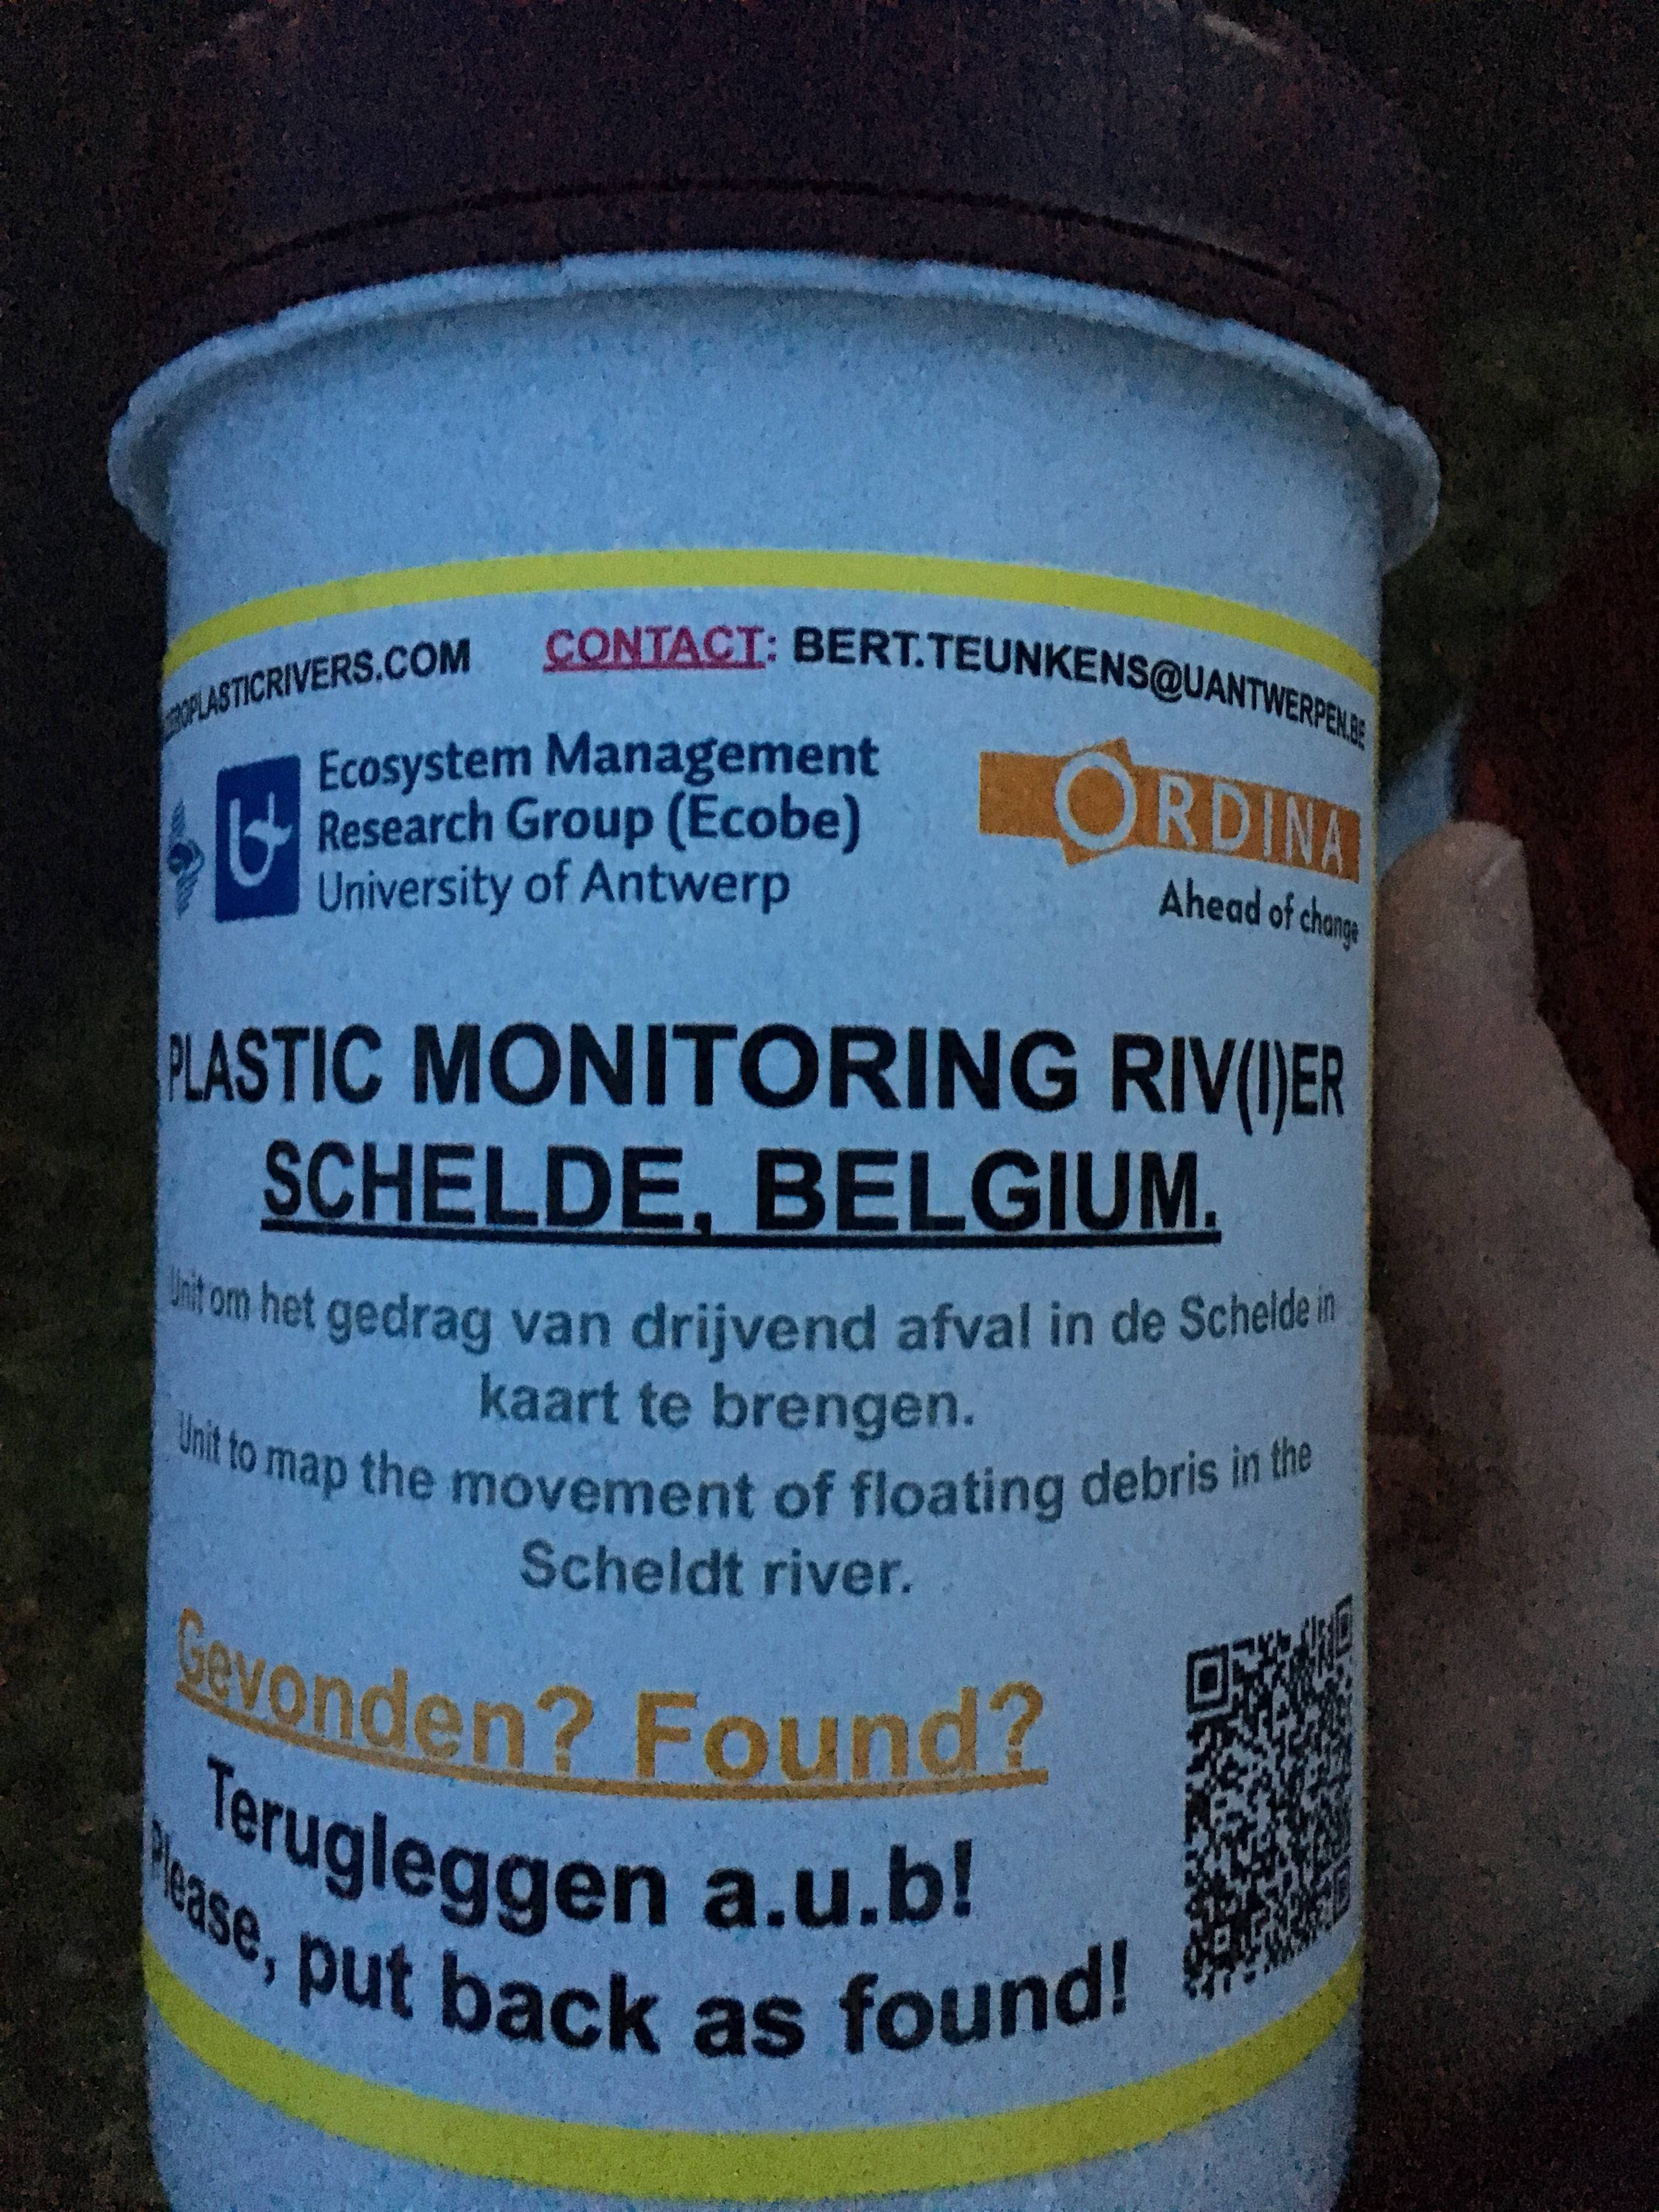 ZEROPLASTICRIVERS.COM CONTACT: BERT.TEUNKENS@UANTWERPEN.BE
Ecosystem Management
Research Group (Ecobe)
University of Antwerp
ORDINA
Ahead of change
PLASTIC MONITORING RIV(I)ER
SCHELDE, BELGIUM.
Unit om het gedrag van drijvend afval in de Schelde in
kaart te brengen.
Unit to map the movement of floating debris in the
Scheldt river.
Gevonden? Found?
Terugleggen a.u.b!
Please, put back as found!